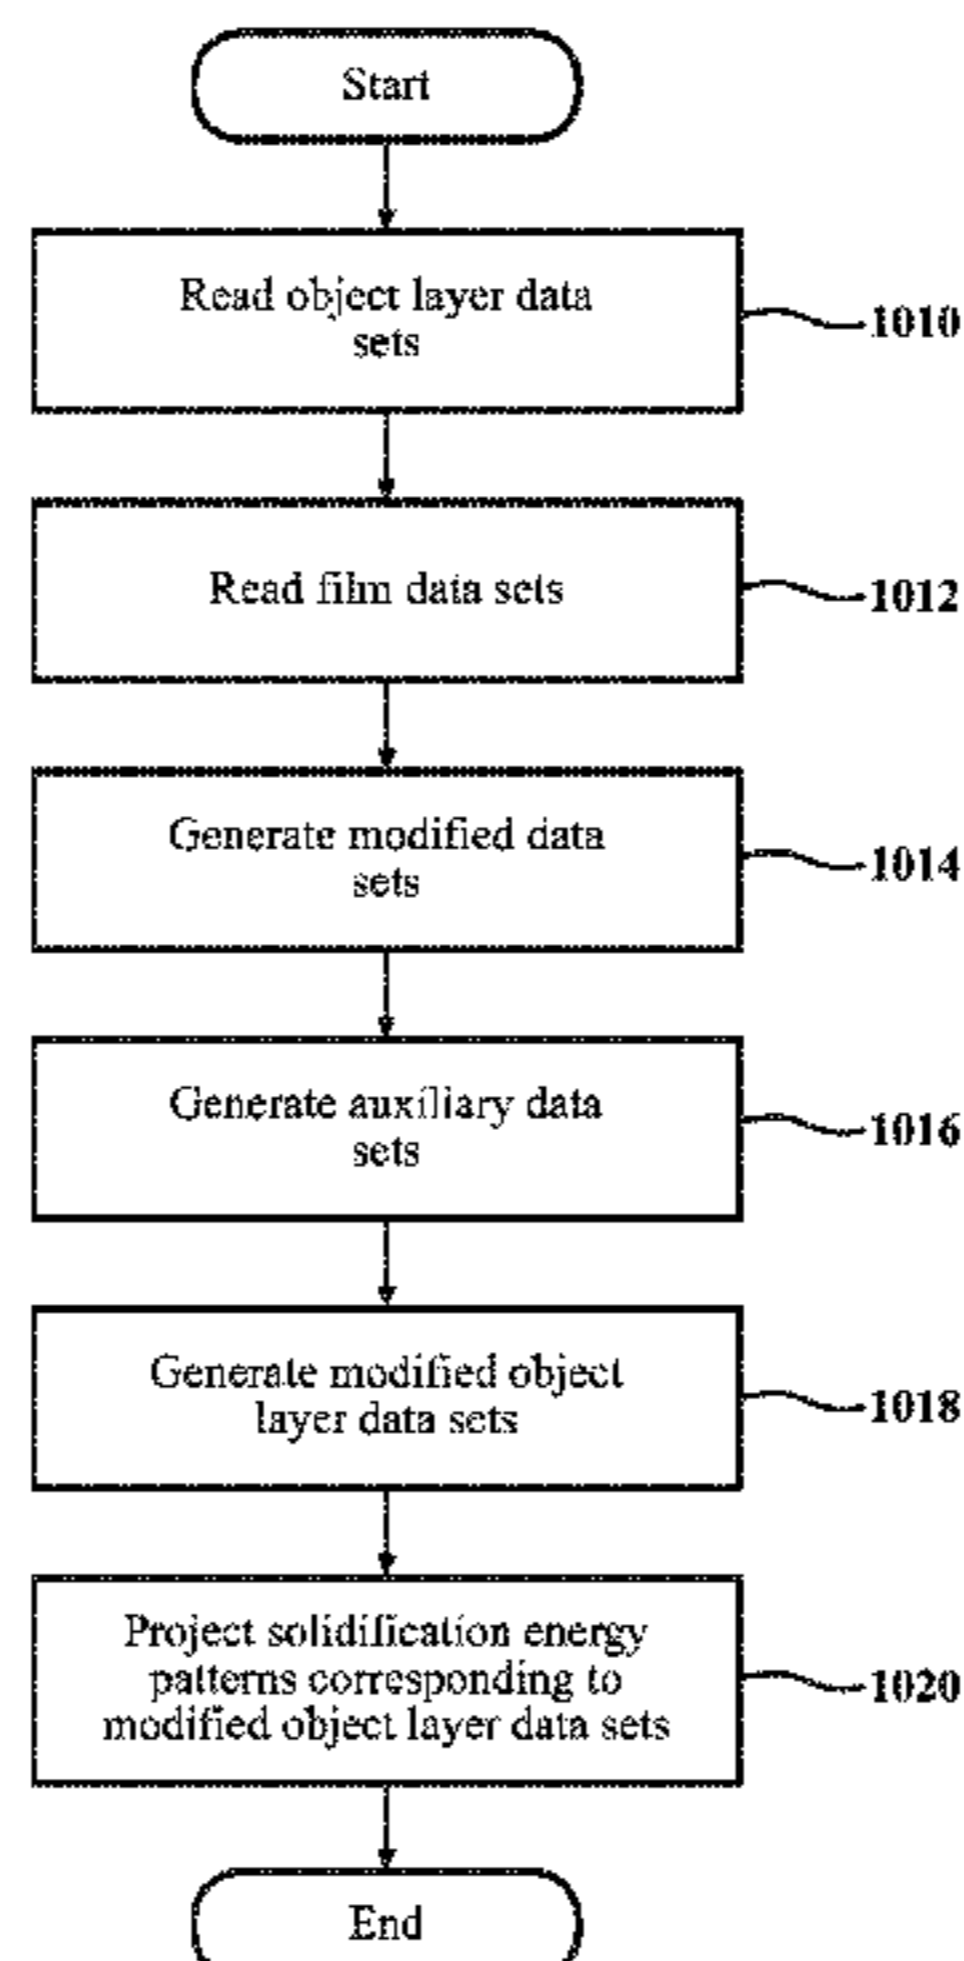 Start
Read object layer data
sets
1010
Read film data sets
1012
Generate modified data
sets
1014
Generate auxiliary data
sets
1016
Generate modified object
layer data sets
1018
Project solidification energy
patterns corresponding to
modified object layer data sets
1020
End